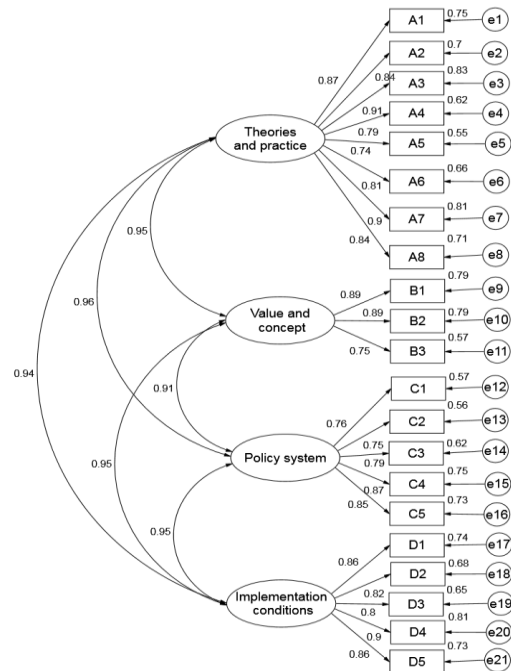 0.75
A1
e1
0.7
A2
e2
0.87
0.84
0.83
A3
e3
0.91
0.62
A4
e4
Theories
and practice
0.79
0.55
A5
e5
0.74
0.66
A6
e6
0.81
0.81
A7
e7
0.9
0.71
A8
e8
0.84
0.95
0.79
B1
e9
0.89
0.96
Value and
concept
0.89
0.79
B2
e10
0.75
0.57
B3
e11
0.94
0.91
0.57
C1
e12
0.76
0.56
C2
e13
0.95
Policy system
0.75
0.62
C3
e14
0.79
0.75
C4
e15
0.87
0.73
C5
e16
0.85
0.95
0.74
D1
e17
0.86
0.68
D2
e18
Implementation
conditions
0.82
0.65
D3
e19
0.8
0.81
D4
e20
0.9
0.73
D5
e21
0.86